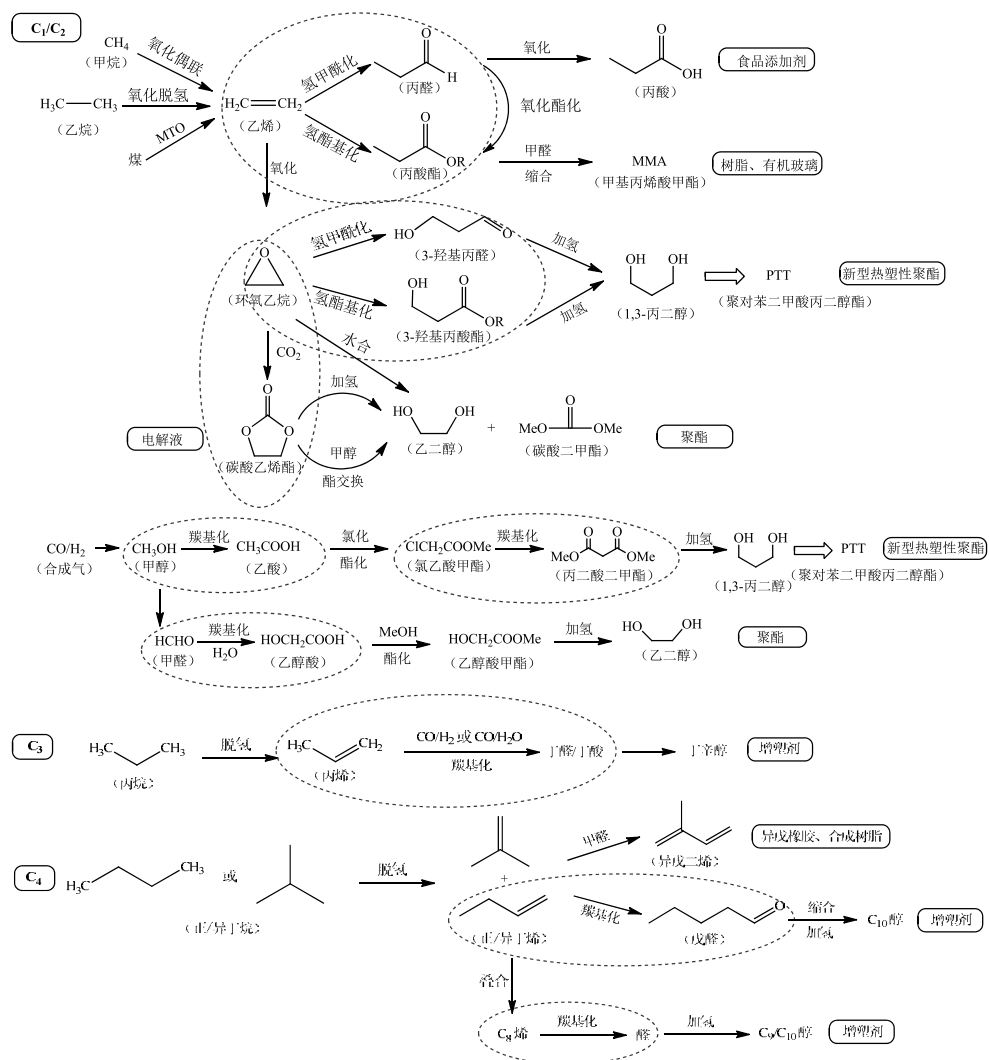 C1/C2
CH4
(甲烷)
氧化偶联
H3C—CH3
(乙烷)
氧化脱氢
煤
MTO
H2C=CH2
(乙烯)
氢甲酰化
O
H
(丙醛)
氧化
O
OH
(丙酸)
食品添加剂
氧化酯化
氢酯基化
O
OR
(丙酸酯)
甲醛
缩合
MMA
(甲基丙烯酸甲酯)
树脂、有机玻璃
氧化
O
(环氧乙烷)
氢甲酰化
HO
O
(3-羟基丙醛)
加氢
氢酯基化
OH
O
OR
(3-羟基丙酸酯)
加氢
OH OH
(1,3-丙二醇)
PTT
(聚对苯二甲酸丙二醇酯)
新型热塑性聚酯
水合
CO2
O
O O
(碳酸乙烯酯)
电解液
加氢
甲醇
酯交换
HO OH
(乙二醇)
+
O
MeO OMe
(碳酸二甲酯)
聚酯
CO/H2
(合成气)
CH3OH
(甲醇)
羰基化
CH3COOH
(乙酸)
氯化
酯化
ClCH2COOMe
(氯乙酸甲酯)
羰基化
O O
MeO OMe
(丙二酸二甲酯)
加氢
OH OH
(1,3-丙二醇)
PTT
(聚对苯二甲酸丙二醇酯)
新型热塑性聚酯
HCHO
(甲醛)
羰基化
H2O
HOCH2COOH
(乙醇酸)
MeOH
酯化
HOCH2COOMe
(乙醇酸甲酯)
加氢
HO OH
(乙二醇)
聚酯
C3
H3C CH3
(丙烷)
脱氢
H3C CH2
(丙烯)
CO/H2或CO/H2O
羰基化
丁醛/丁酸
丁辛醇
增塑剂
C4
H3C CH3
或
(正/异丁烷)
脱氢
+
(正/异丁烯)
甲醛
(异戊二烯)
异戊橡胶、合成树脂
羰基化
O
(戊醛)
缩合
加氢
C10醇
增塑剂
叠合
C8烯
羰基化
醛
加氢
C9/C10醇
增塑剂